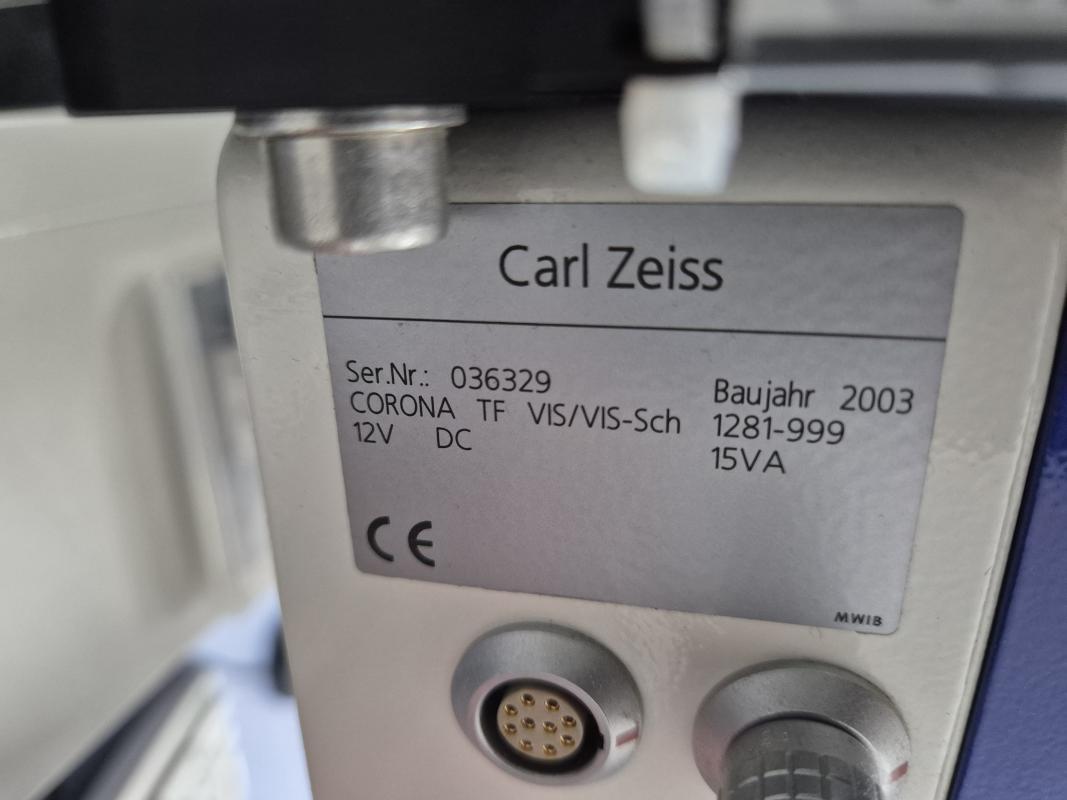 Carl Zeiss
Ser.Nr.: 036329 Baujahr 2003
CORONA TF VIS/VIS-Sch 1281-999
12V DC 15VA
CE
MWIB